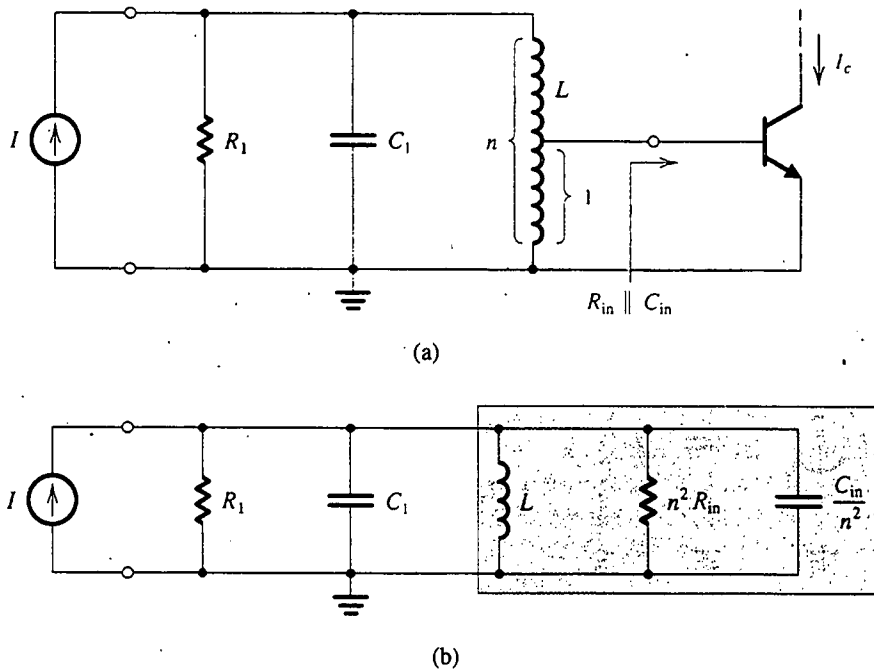 I_c
L
I
R_1
C_1
n
1
R_in || C_in
(a)
I
R_1
C_1
L
n^2 R_in
C_in
n^2
(b)